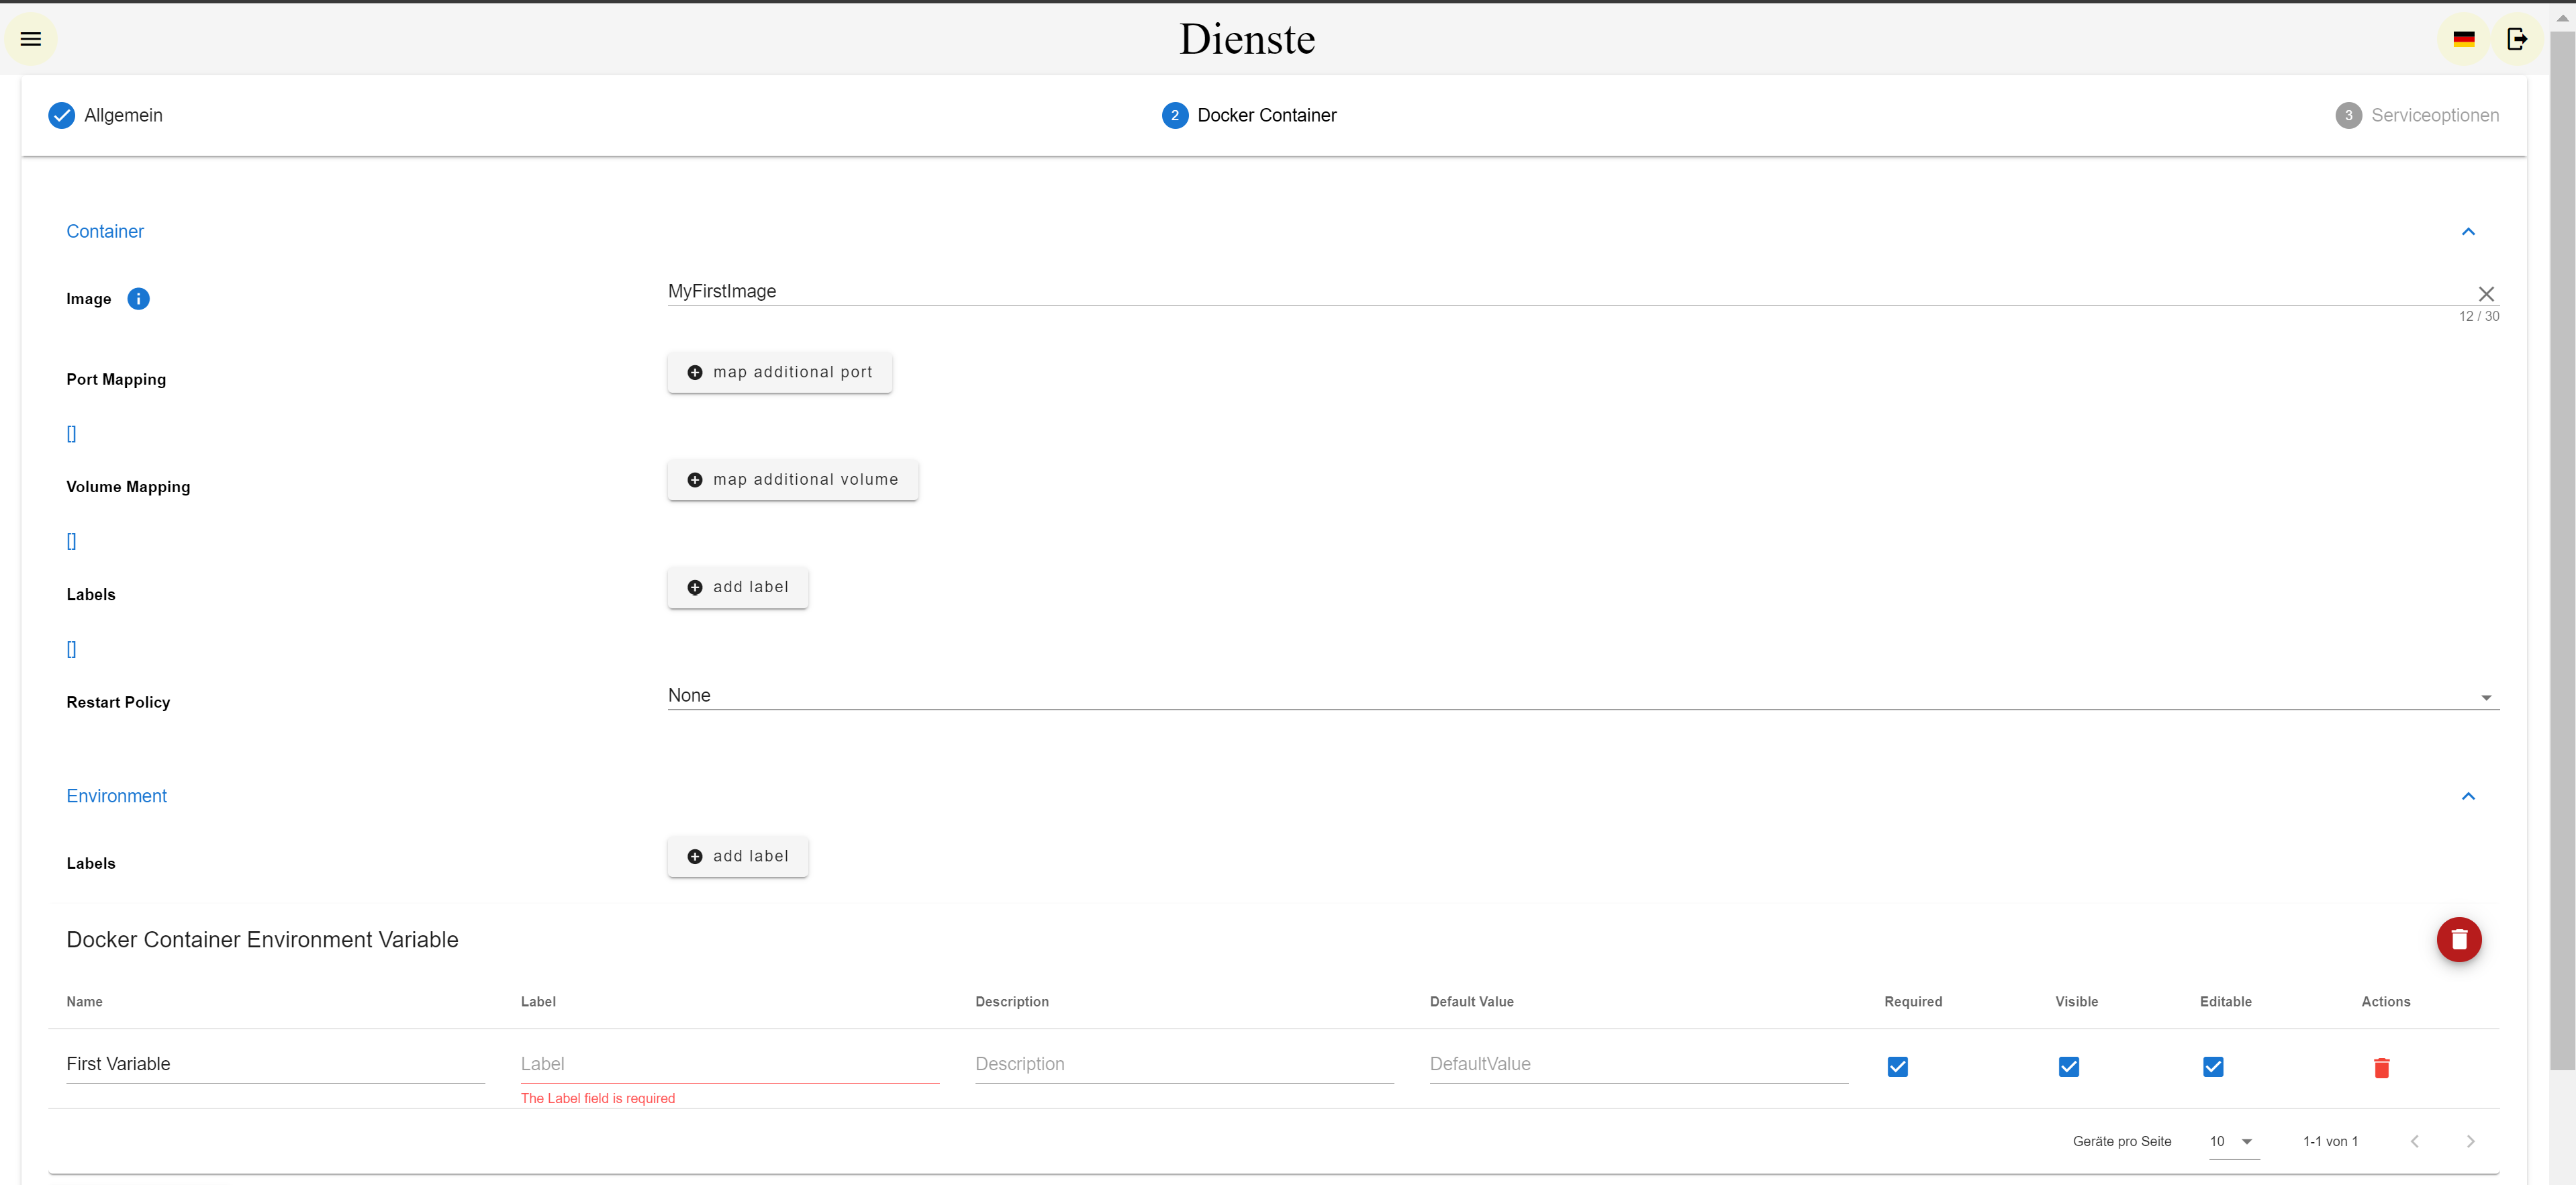 Dienste
Allgemein
2 Docker Container
3 Serviceoptionen
Container
Image i MyFirstImage
12 / 30
Port Mapping map additional port
[]
Volume Mapping map additional volume
[]
Labels add label
[]
Restart Policy None
Environment
Labels add label
Docker Container Environment Variable
Name Label Description Default Value Required Visible Editable Actions
First Variable Label Description DefaultValue
The Label field is required
Geräte pro Seite 10 1-1 von 1